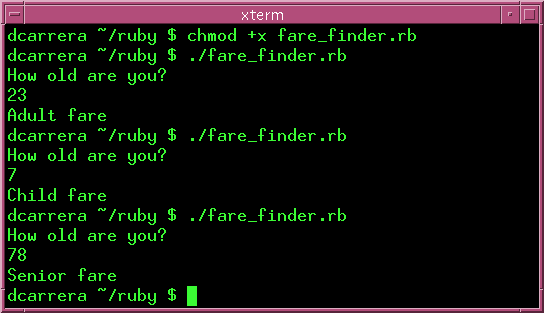 xterm
dcarrera ~/ruby $ chmod +x fare_finder.rb
dcarrera ~/ruby $ ./fare_finder.rb
How old are you?
23
Adult fare
dcarrera ~/ruby $ ./fare_finder.rb
How old are you?
7
Child fare
dcarrera ~/ruby $ ./fare_finder.rb
How old are you?
78
Senior fare
dcarrera ~/ruby $